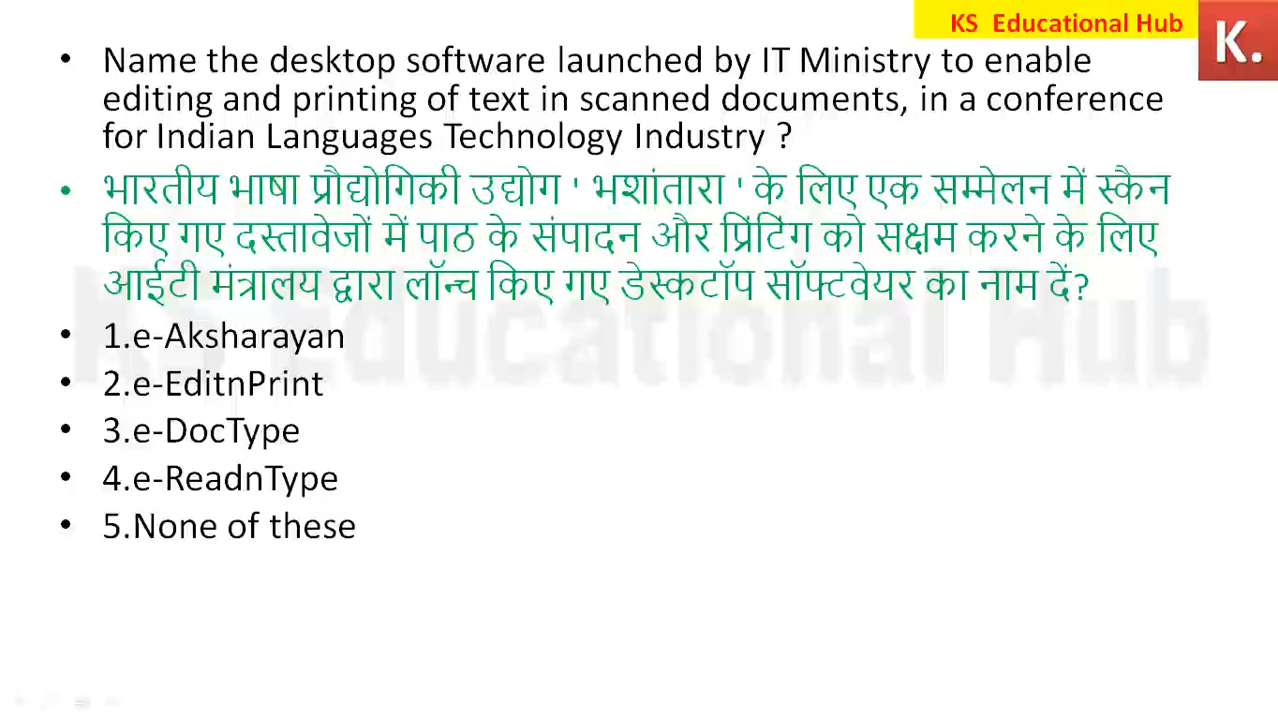 KS Educational Hub
K.
• Name the desktop software launched by IT Ministry to enable
editing and printing of text in scanned documents, in a conference
for Indian Languages Technology Industry ?
• भारतीय भाषा प्रौद्योगिकी उद्योग ' भशांतारा ' के लिए एक सम्मेलन में स्कैन
किए गए दस्तावेजों में पाठ के संपादन और प्रिंटिंग को सक्षम करने के लिए
आईटी मंत्रालय द्वारा लॉन्च किए गए डेस्कटॉप सॉफ्टवेयर का नाम दें?
• 1.e-Aksharayan
• 2.e-EditnPrint
• 3.e-DocType
• 4.e-ReadnType
• 5.None of these
KS Educational Hub